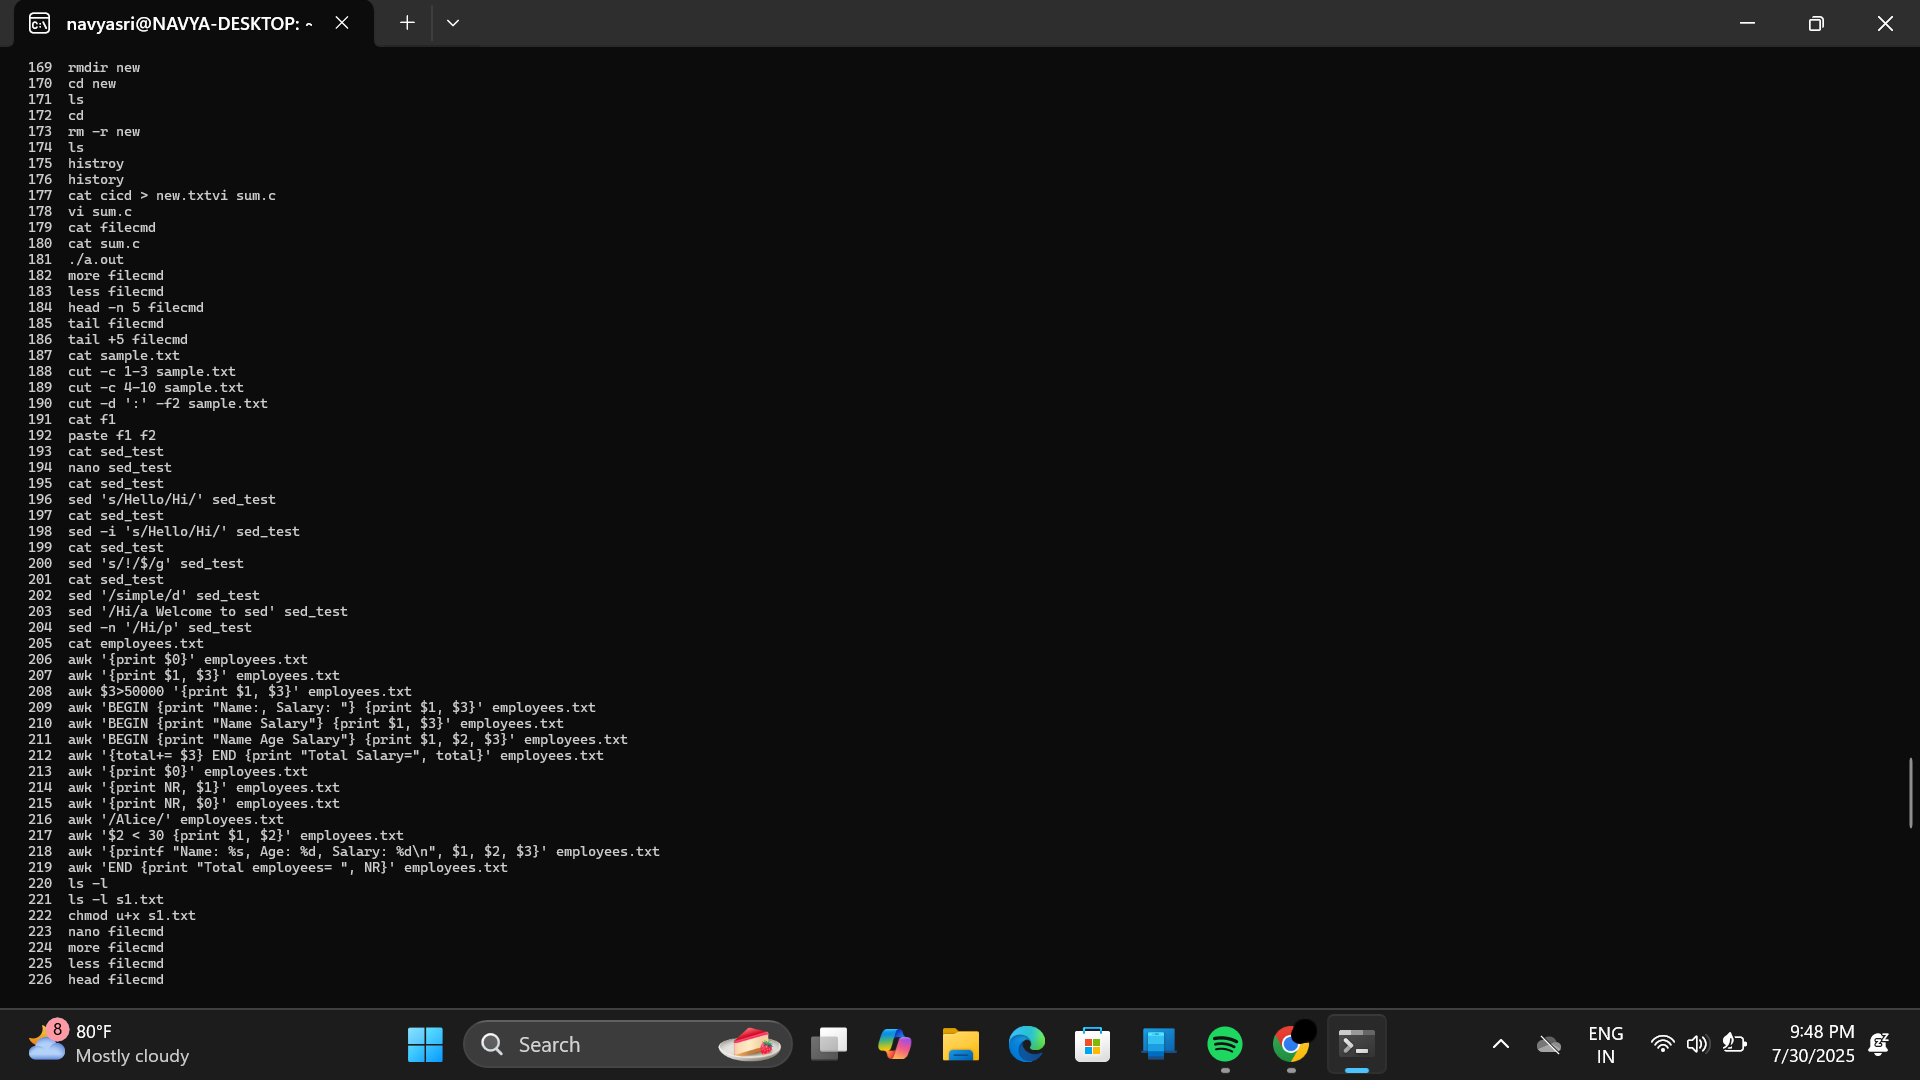 navyasri@NAVYA-DESKTOP: ~
169 rmdir new
170 cd new
171 ls
172 cd
173 rm -r new
174 ls
175 histroy
176 history
177 cat cicd > new.txtvi sum.c
178 vi sum.c
179 cat filecmd
180 cat sum.c
181 ./a.out
182 more filecmd
183 less filecmd
184 head -n 5 filecmd
185 tail filecmd
186 tail +5 filecmd
187 cat sample.txt
188 cut -c 1-3 sample.txt
189 cut -c 4-10 sample.txt
190 cut -d ':' -f2 sample.txt
191 cat f1
192 paste f1 f2
193 cat sed_test
194 nano sed_test
195 cat sed_test
196 sed 's/Hello/Hi/' sed_test
197 cat sed_test
198 sed -i 's/Hello/Hi/' sed_test
199 cat sed_test
200 sed 's/!/$/g' sed_test
201 cat sed_test
202 sed '/simple/d' sed_test
203 sed '/Hi/a Welcome to sed' sed_test
204 sed -n '/Hi/p' sed_test
205 cat employees.txt
206 awk '{print $0}' employees.txt
207 awk '{print $1, $3}' employees.txt
208 awk $3>50000 '{print $1, $3}' employees.txt
209 awk 'BEGIN {print "Name:, Salary: "} {print $1, $3}' employees.txt
210 awk 'BEGIN {print "Name Salary"} {print $1, $3}' employees.txt
211 awk 'BEGIN {print "Name Age Salary"} {print $1, $2, $3}' employees.txt
212 awk '{total+= $3} END {print "Total Salary=", total}' employees.txt
213 awk '{print $0}' employees.txt
214 awk '{print NR, $1}' employees.txt
215 awk '{print NR, $0}' employees.txt
216 awk '/Alice/' employees.txt
217 awk '$2 < 30 {print $1, $2}' employees.txt
218 awk '{printf "Name: %s, Age: %d, Salary: %d\n", $1, $2, $3}' employees.txt
219 awk 'END {print "Total employees= ", NR}' employees.txt
220 ls -l
221 ls -l s1.txt
222 chmod u+x s1.txt
223 nano filecmd
224 more filecmd
225 less filecmd
226 head filecmd
8
80°F
Mostly cloudy
Search
ENG
IN
9:48 PM
7/30/2025